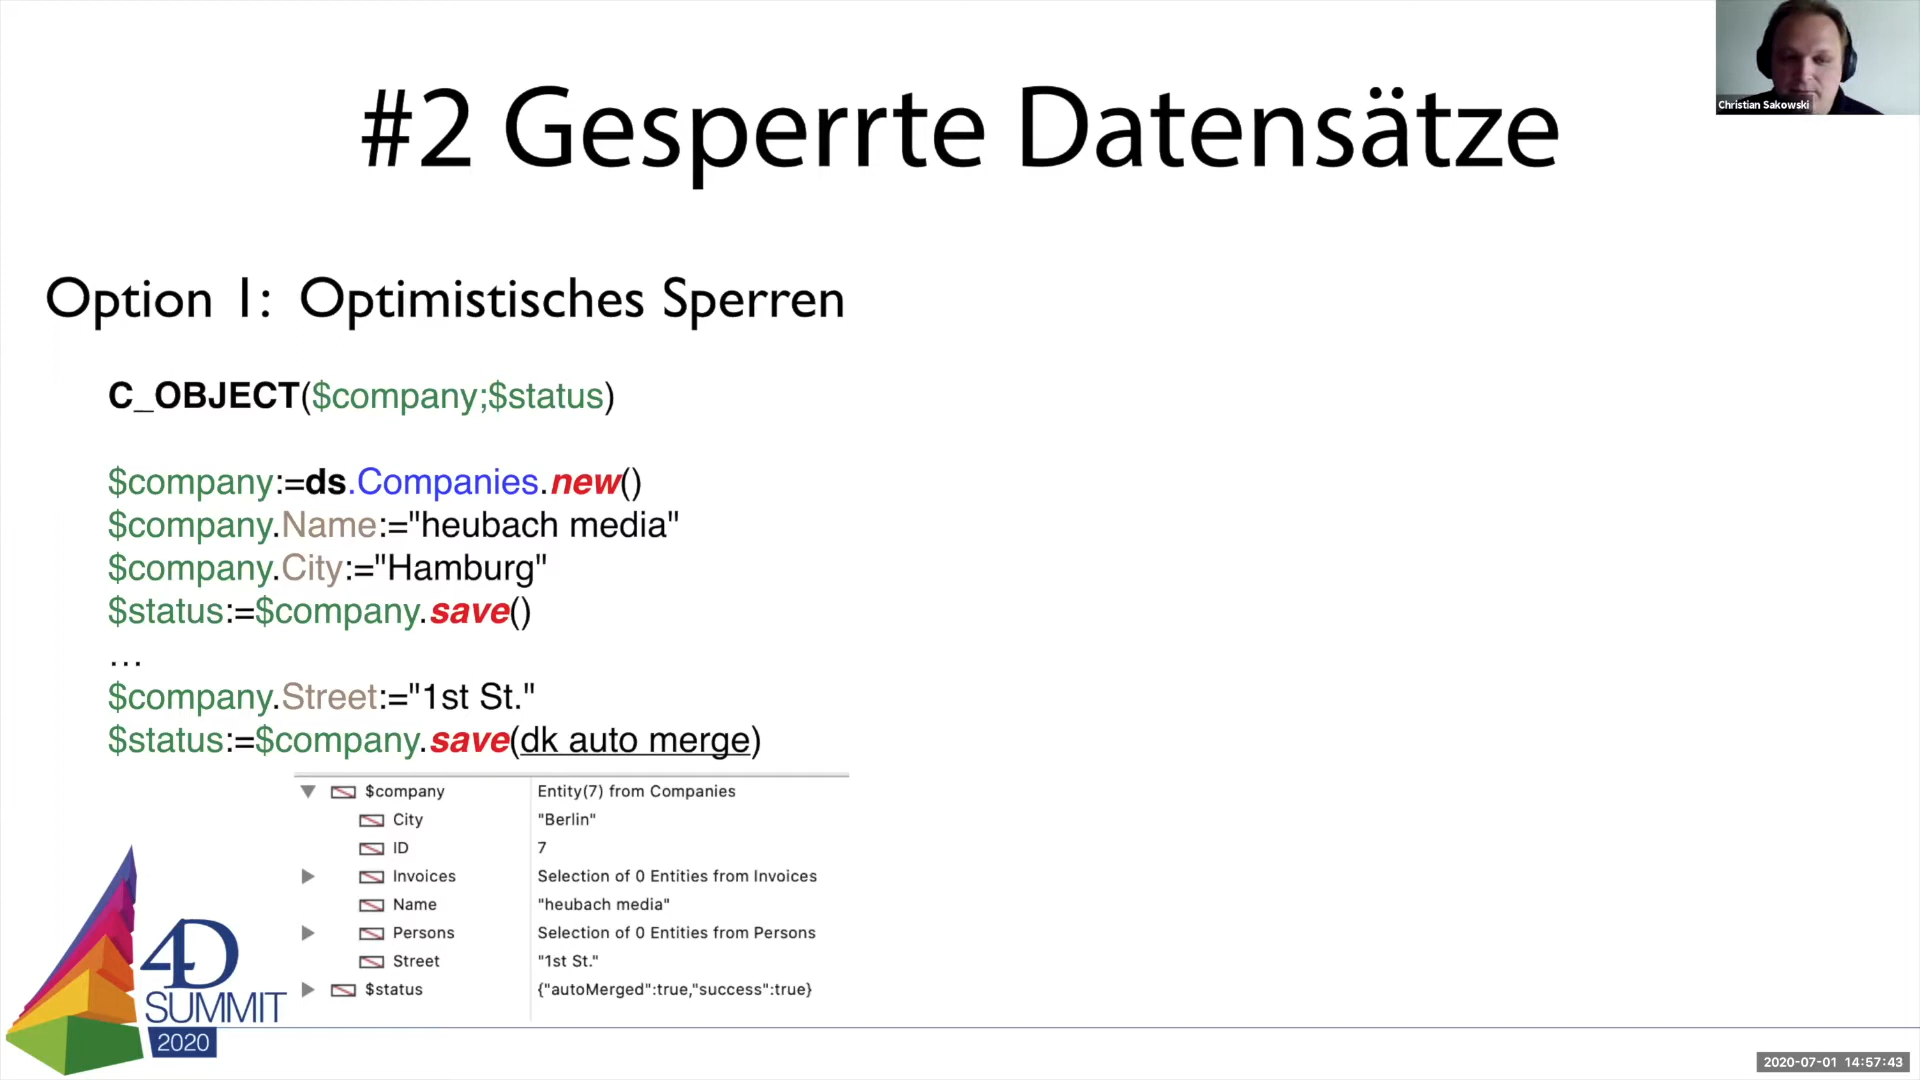 #2 Gesperrte Datensätze
Christian Sakowski
Option 1: Optimistisches Sperren
C_OBJECT($company;$status)
$company:=ds.Companies.new()
$company.Name:="heubach media"
$company.City:="Hamburg"
$status:=$company.save()
…
$company.Street:="1st St."
$status:=$company.save(dk auto merge)
$company Entity(7) from Companies
City "Berlin"
ID 7
Invoices Selection of 0 Entities from Invoices
Name "heubach media"
Persons Selection of 0 Entities from Persons
Street "1st St."
$status {"autoMerged":true,"success":true}
4D
SUMMIT
2020
2020-07-01 14:57:43